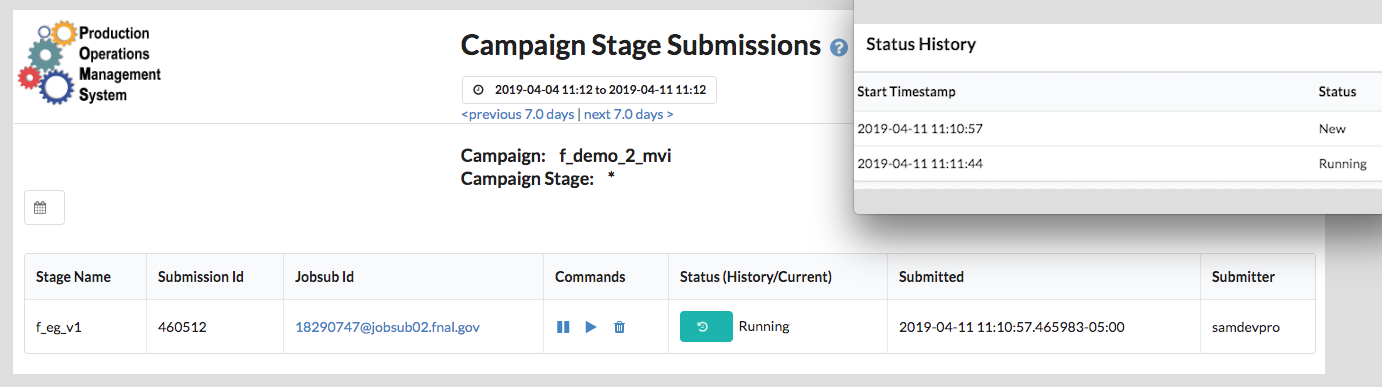 Production
Operations
Management
System
Campaign Stage Submissions ?
2019-04-04 11:12 to 2019-04-11 11:12
<previous 7.0 days | next 7.0 days >
Campaign: f_demo_2_mvi
Campaign Stage: *
Status History
Start Timestamp Status
2019-04-11 11:10:57 New
2019-04-11 11:11:44 Running
Stage Name Submission Id Jobsub Id Commands Status (History/Current) Submitted Submitter
f_eg_v1 460512 18290747@jobsub02.fnal.gov Running 2019-04-11 11:10:57.465983-05:00 samdevpro